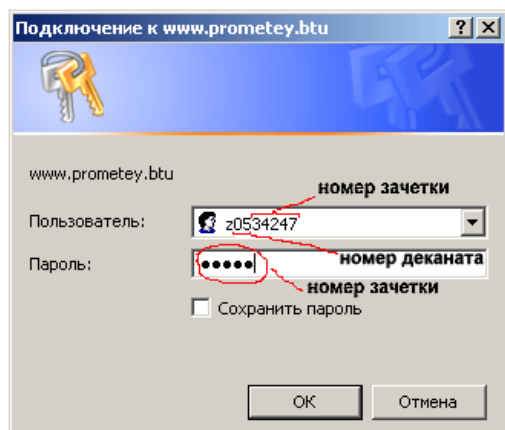 Подключение к www.prometey.btu
www.prometey.btu
номер зачетки
Пользователь:
z0534247
номер деканата
Пароль:
●●●●●
номер зачетки
Сохранить пароль
ОК
Отмена